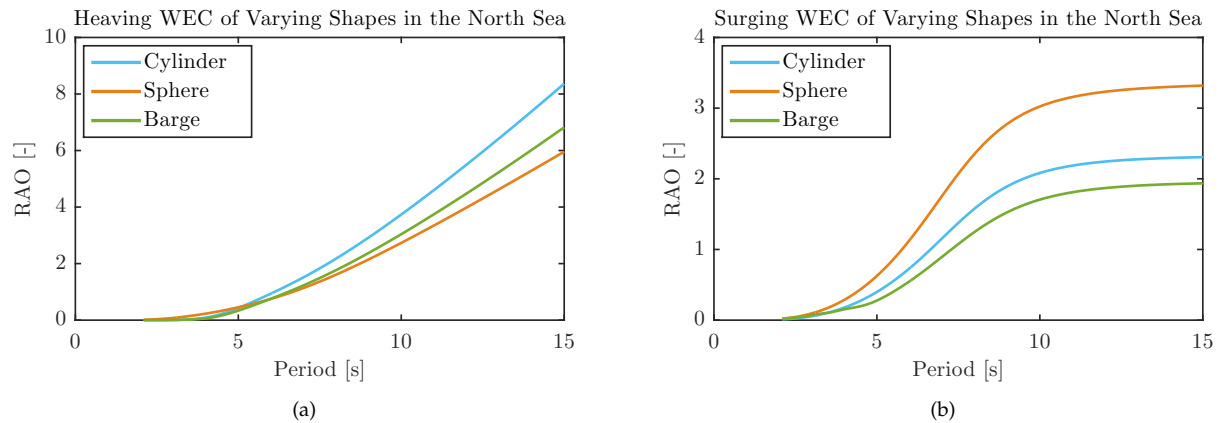 Heaving WEC of Varying Shapes in the North Sea
10
8
6
4
2
0
RAO [-]
Cylinder
Sphere
Barge
0 5 10 15
Period [s]
(a)
Surging WEC of Varying Shapes in the North Sea
4
3
2
1
0
RAO [-]
Cylinder
Sphere
Barge
0 5 10 15
Period [s]
(b)